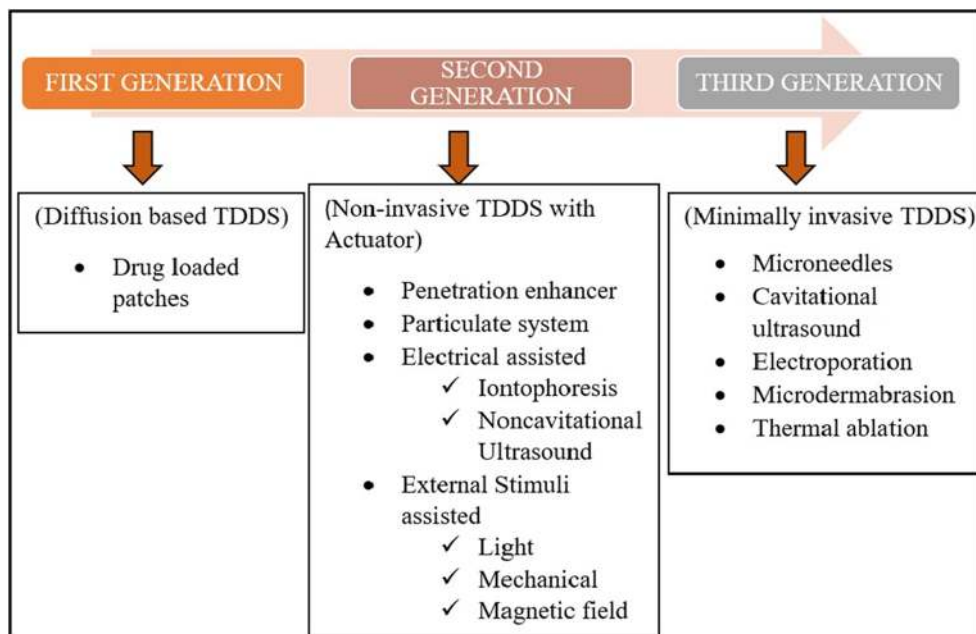 FIRST GENERATION
SECOND
GENERATION
THIRD GENERATION
(Diffusion based TDDS)
• Drug loaded
patches
(Non-invasive TDDS with
Actuator)
• Penetration enhancer
• Particulate system
• Electrical assisted
✓ Iontophoresis
✓ Noncavitational
Ultrasound
• External Stimuli
assisted
✓ Light
✓ Mechanical
✓ Magnetic field
(Minimally invasive TDDS)
• Microneedles
• Cavitational
ultrasound
• Electroporation
• Microdermabrasion
• Thermal ablation